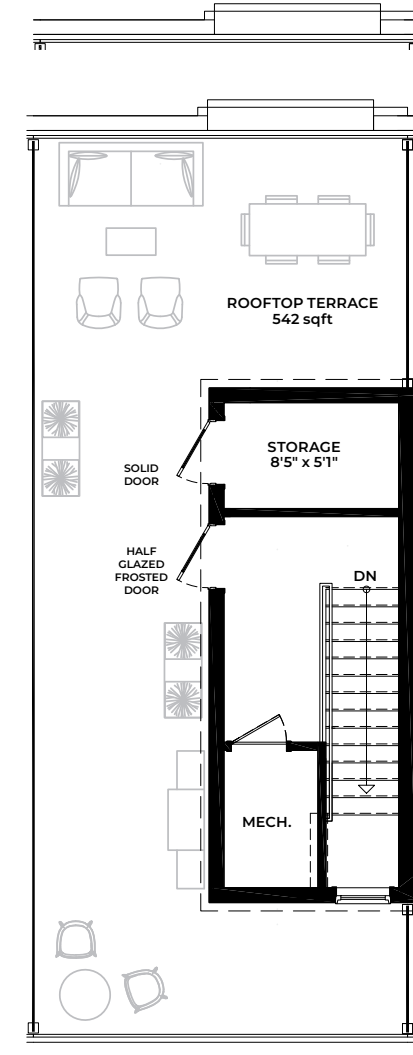 ROOFTOP TERRACE
542 sqft
STORAGE
8'5" x 5'1"
SOLID
DOOR
HALF
GLAZED
FROSTED
DOOR
DN
MECH.